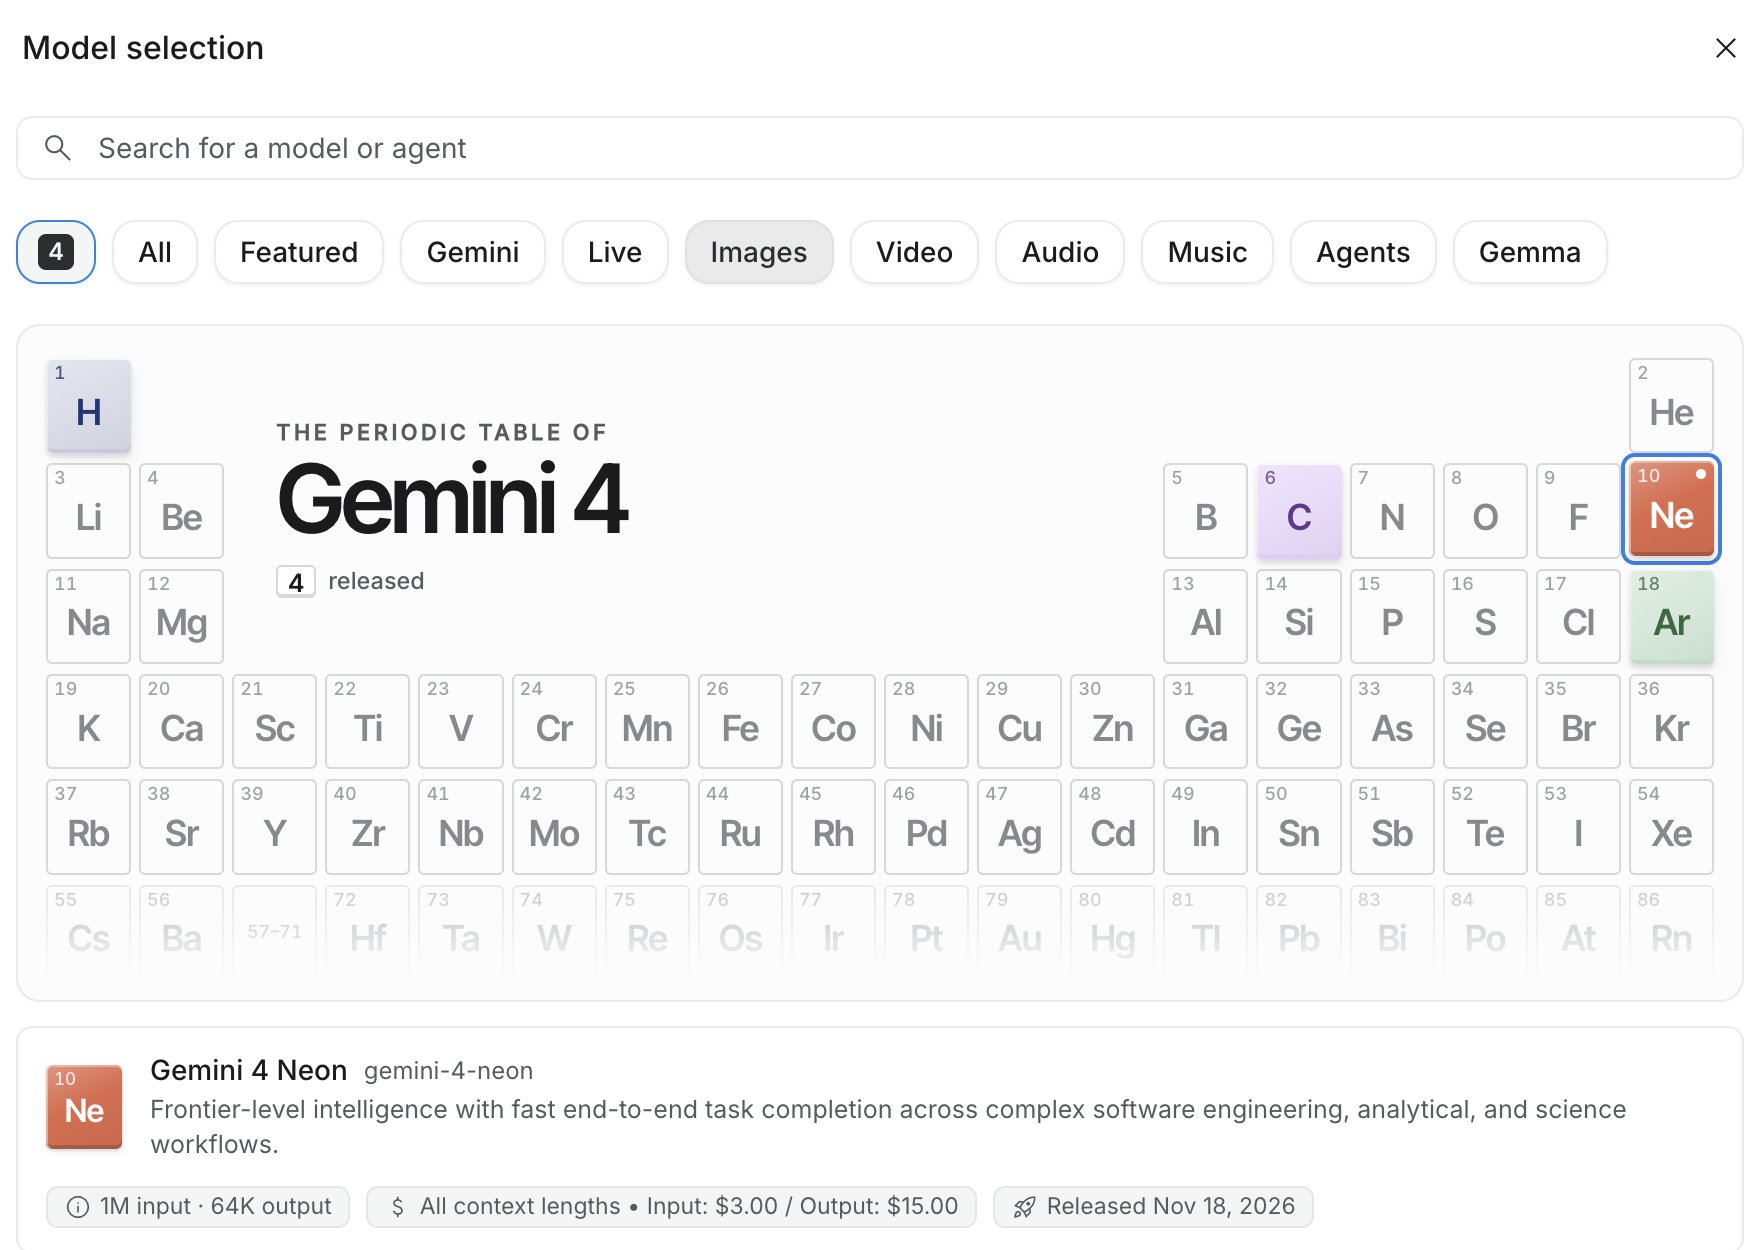 Model selection
Search for a model or agent
4 All Featured Gemini Live Images Video Audio Music Agents Gemma
1 H
2 He
THE PERIODIC TABLE OF
Gemini 4
4 released
3 Li 4 Be 5 B 6 C 7 N 8 O 9 F 10 Ne
11 Na 12 Mg 13 Al 14 Si 15 P 16 S 17 Cl 18 Ar
19 K 20 Ca 21 Sc 22 Ti 23 V 24 Cr 25 Mn 26 Fe 27 Co 28 Ni 29 Cu 30 Zn 31 Ga 32 Ge 33 As 34 Se 35 Br 36 Kr
37 Rb 38 Sr 39 Y 40 Zr 41 Nb 42 Mo 43 Tc 44 Ru 45 Rh 46 Pd 47 Ag 48 Cd 49 In 50 Sn 51 Sb 52 Te 53 I 54 Xe
55 Cs 56 Ba 57–71 72 Hf 73 Ta 74 W 75 Re 76 Os 77 Ir 78 Pt 79 Au 80 Hg 81 Tl 82 Pb 83 Bi 84 Po 85 At 86 Rn
10 Ne
Gemini 4 Neon gemini-4-neon
Frontier-level intelligence with fast end-to-end task completion across complex software engineering, analytical, and science
workflows.
1M input · 64K output $ All context lengths • Input: $3.00 / Output: $15.00 Released Nov 18, 2026